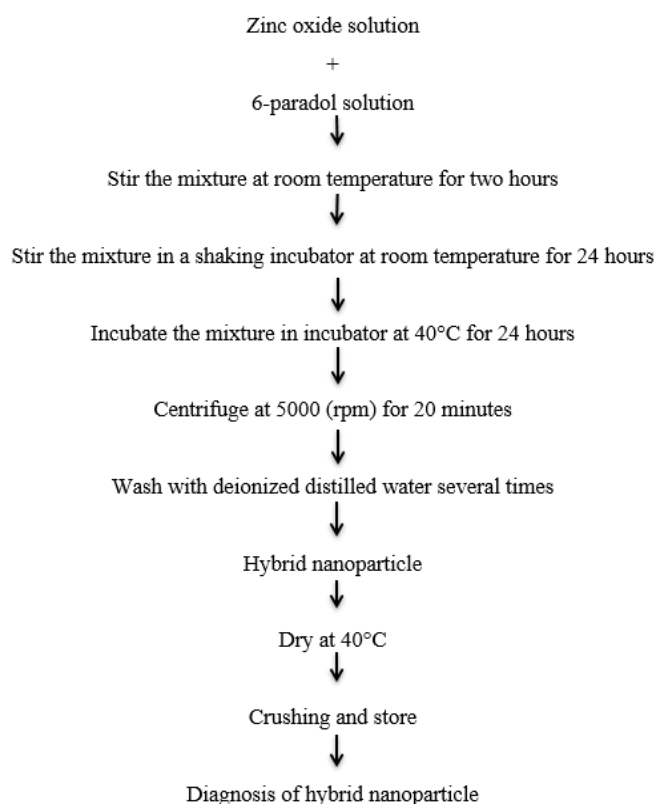 Zinc oxide solution
+
6-paradol solution
Stir the mixture at room temperature for two hours
Stir the mixture in a shaking incubator at room temperature for 24 hours
Incubate the mixture in incubator at 40°C for 24 hours
Centrifuge at 5000 (rpm) for 20 minutes
Wash with deionized distilled water several times
Hybrid nanoparticle
Dry at 40°C
Crushing and store
Diagnosis of hybrid nanoparticle